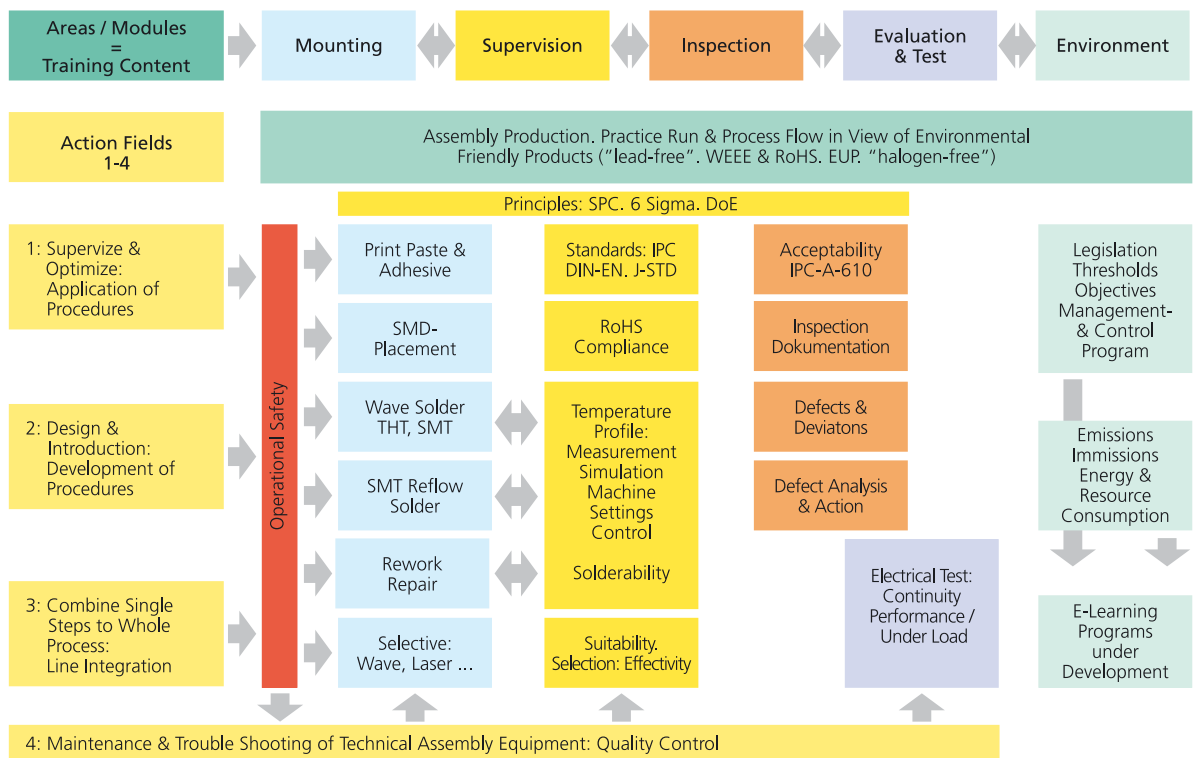 Areas / Modules
=
Training Content
Mounting
Supervision
Inspection
Evaluation
& Test
Environment
Action Fields
1-4
Assembly Production. Practice Run & Process Flow in View of Environmental
Friendly Products (“lead-free”. WEEE & RoHS. EUP. “halogen-free”)
Principles: SPC. 6 Sigma. DoE
1: Supervize &
Optimize:
Application of
Procedures
2: Design &
Introduction:
Development of
Procedures
3: Combine Single
Steps to Whole
Process:
Line Integration
Operational Safety
Print Paste &
Adhesive
SMD-
Placement
Wave Solder
THT, SMT
SMT Reflow
Solder
Rework
Repair
Selective:
Wave, Laser ...
Standards: IPC
DIN-EN. J-STD
RoHS
Compliance
Temperature
Profile:
Measurement
Simulation
Machine
Settings
Control
Solderability
Suitability.
Selection: Effectivity
Acceptability
IPC-A-610
Inspection
Dokumentation
Defects &
Deviatons
Defect Analysis
& Action
Electrical Test:
Continuity
Performance /
Under Load
Legislation
Thresholds
Objectives
Management-
& Control
Program
Emissions
Immissions
Energy &
Resource
Consumption
E-Learning
Programs
under
Development
4: Maintenance & Trouble Shooting of Technical Assembly Equipment: Quality Control